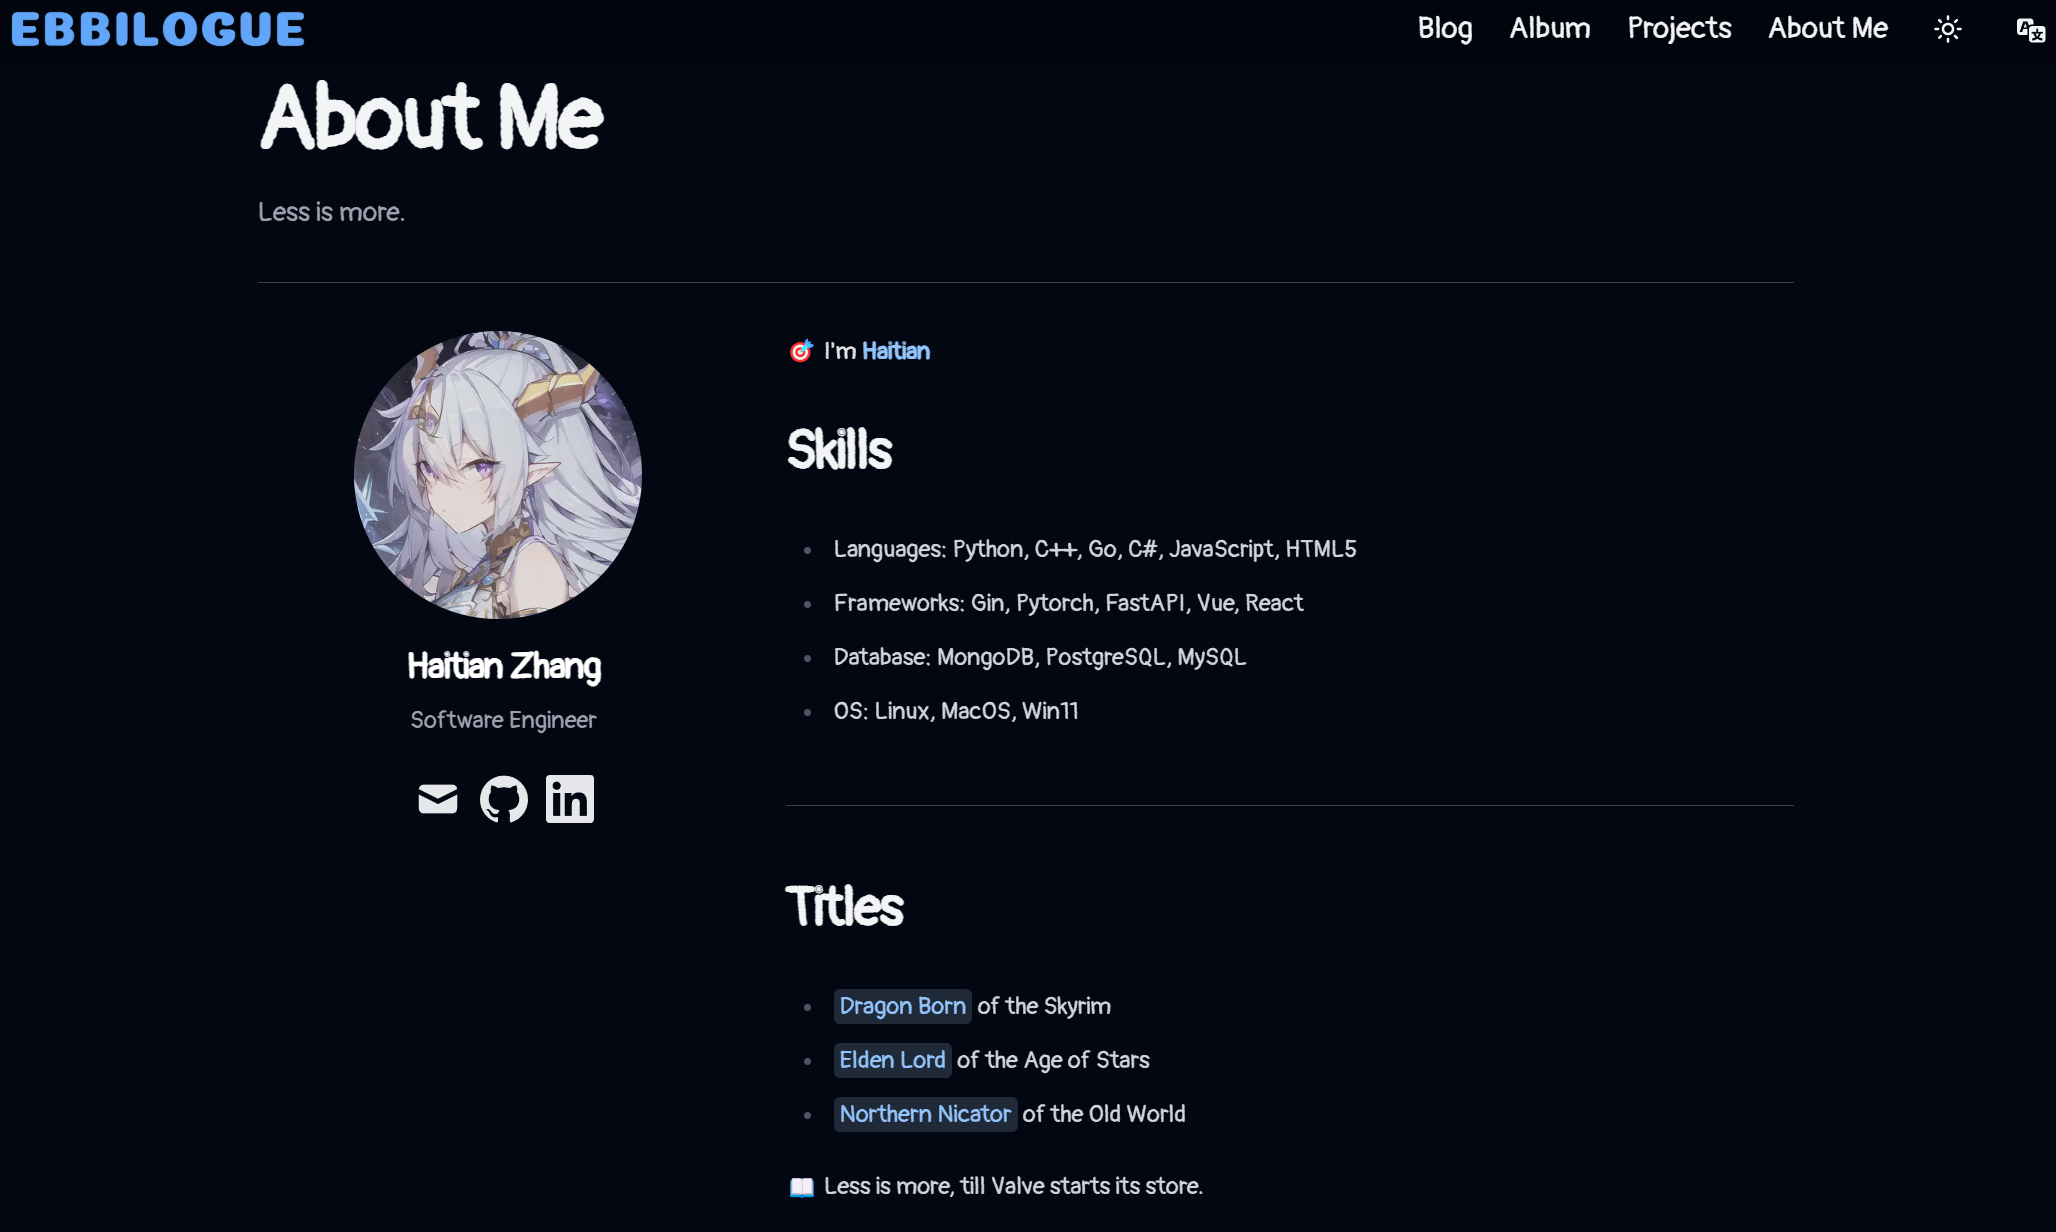 EBBILOGUE
Blog Album Projects About Me
About Me
Less is more.
I'm Haitian
Skills
Languages: Python, C++, Go, C#, JavaScript, HTML5
Frameworks: Gin, Pytorch, FastAPI, Vue, React
Database: MongoDB, PostgreSQL, MySQL
OS: Linux, MacOS, Win11
Haitian Zhang
Software Engineer
Titles
Dragon Born of the Skyrim
Elden Lord of the Age of Stars
Northern Nicator of the Old World
Less is more, till Valve starts its store.